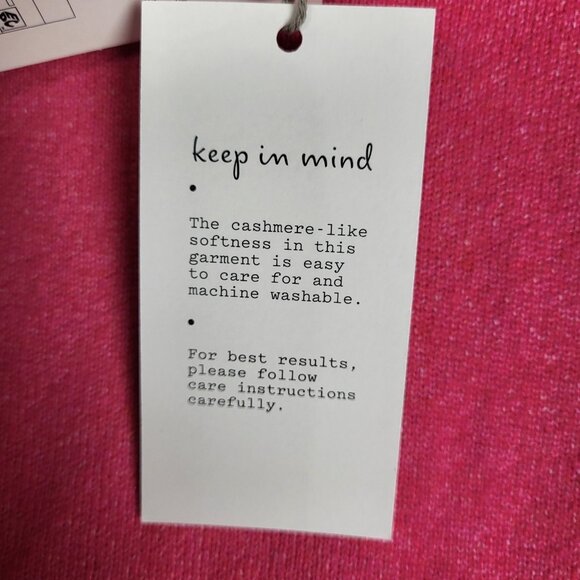 keep in mind
•
The cashmere-like
softness in this
garment is easy
to care for and
machine washable.
•
For best results,
please follow
care instructions
carefully.